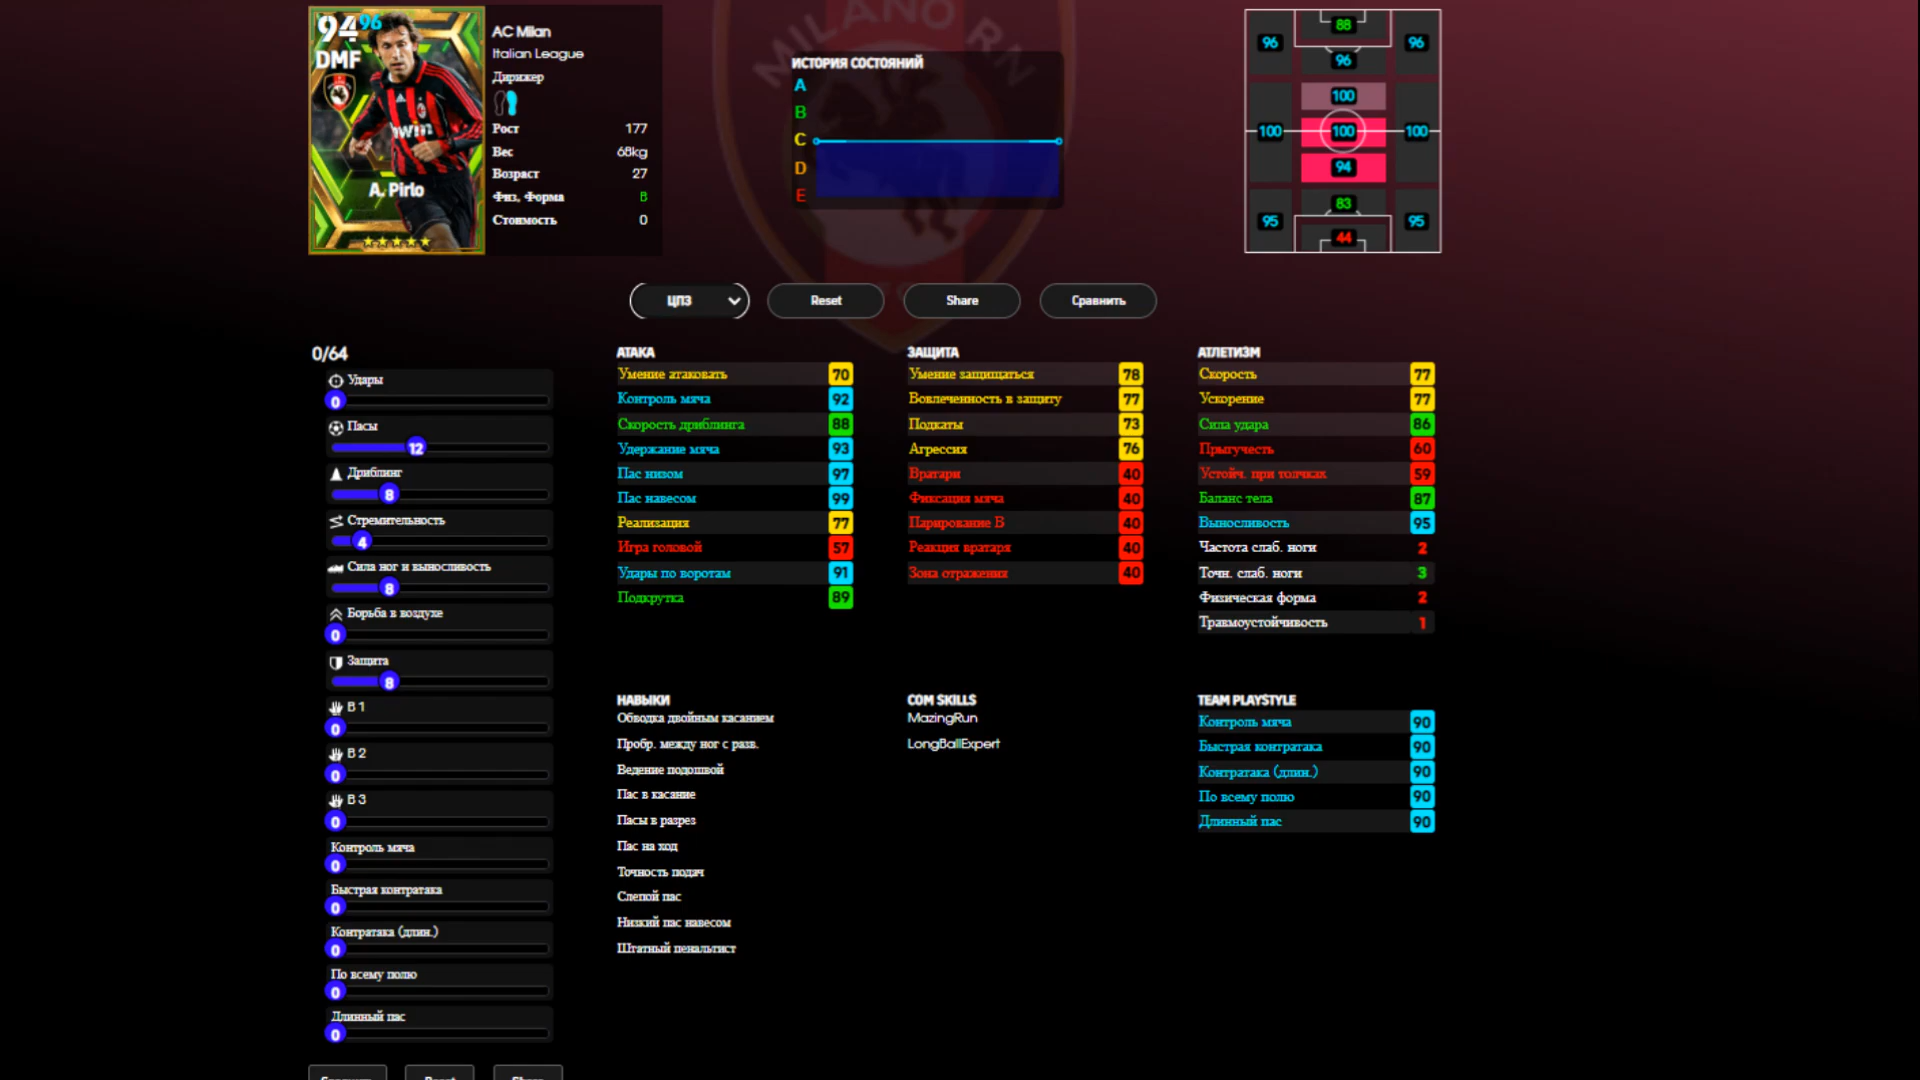 94 96
DMF
A. Pirlo
AC Milan
Italian League
Дирижер
Рост 177
Вес 68kg
Возраст 27
Физ. Форма B
Стоимость 0
MILANO RN
ИСТОРИЯ СОСТОЯНИЙ
A
B
C
D
E
88
96 96
96
100
100 100 100
94
83
95 95
44
ЦПЗ
Reset
Share
Сравнить
0/64
Удары
0
Пасы
12
Дриблинг
8
Стремительность
4
Сила ног и выносливость
8
Борьба в воздухе
0
Защита
8
В 1
0
В 2
0
В 3
0
Контроль мяча
0
Быстрая контратака
0
Контратака (длин.)
0
По всему полю
0
Длинный пас
0
АТАКА
Умение атаковать 70
Контроль мяча 92
Скорость дриблинга 88
Удержание мяча 93
Пас низом 97
Пас навесом 99
Реализация 77
Игра головой 57
Удары по воротам 91
Подкрутка 89
ЗАЩИТА
Умение защищаться 78
Вовлеченность в защиту 77
Подкаты 73
Агрессия 76
Вратари 40
Фиксация мяча 40
Парирование В 40
Реакция вратаря 40
Зона отражения 40
АТЛЕТИЗМ
Скорость 77
Ускорение 77
Сила удара 86
Прыгучесть 60
Устойч. при толчках 59
Баланс тела 87
Выносливость 95
Частота слаб. ноги 2
Точн. слаб. ноги 3
Физическая форма 2
Травмоустойчивость 1
НАВЫКИ
Обводка двойным касанием
Пробр. между ног с разв.
Ведение подошвой
Пас в касание
Пасы в разрез
Пас на ход
Точность подач
Слепой пас
Низкий пас навесом
Штатный пенальтист
COM SKILLS
MazingRun
LongBallExpert
TEAM PLAYSTYLE
Контроль мяча 90
Быстрая контратака 90
Контратака (длин.) 90
По всему полю 90
Длинный пас 90